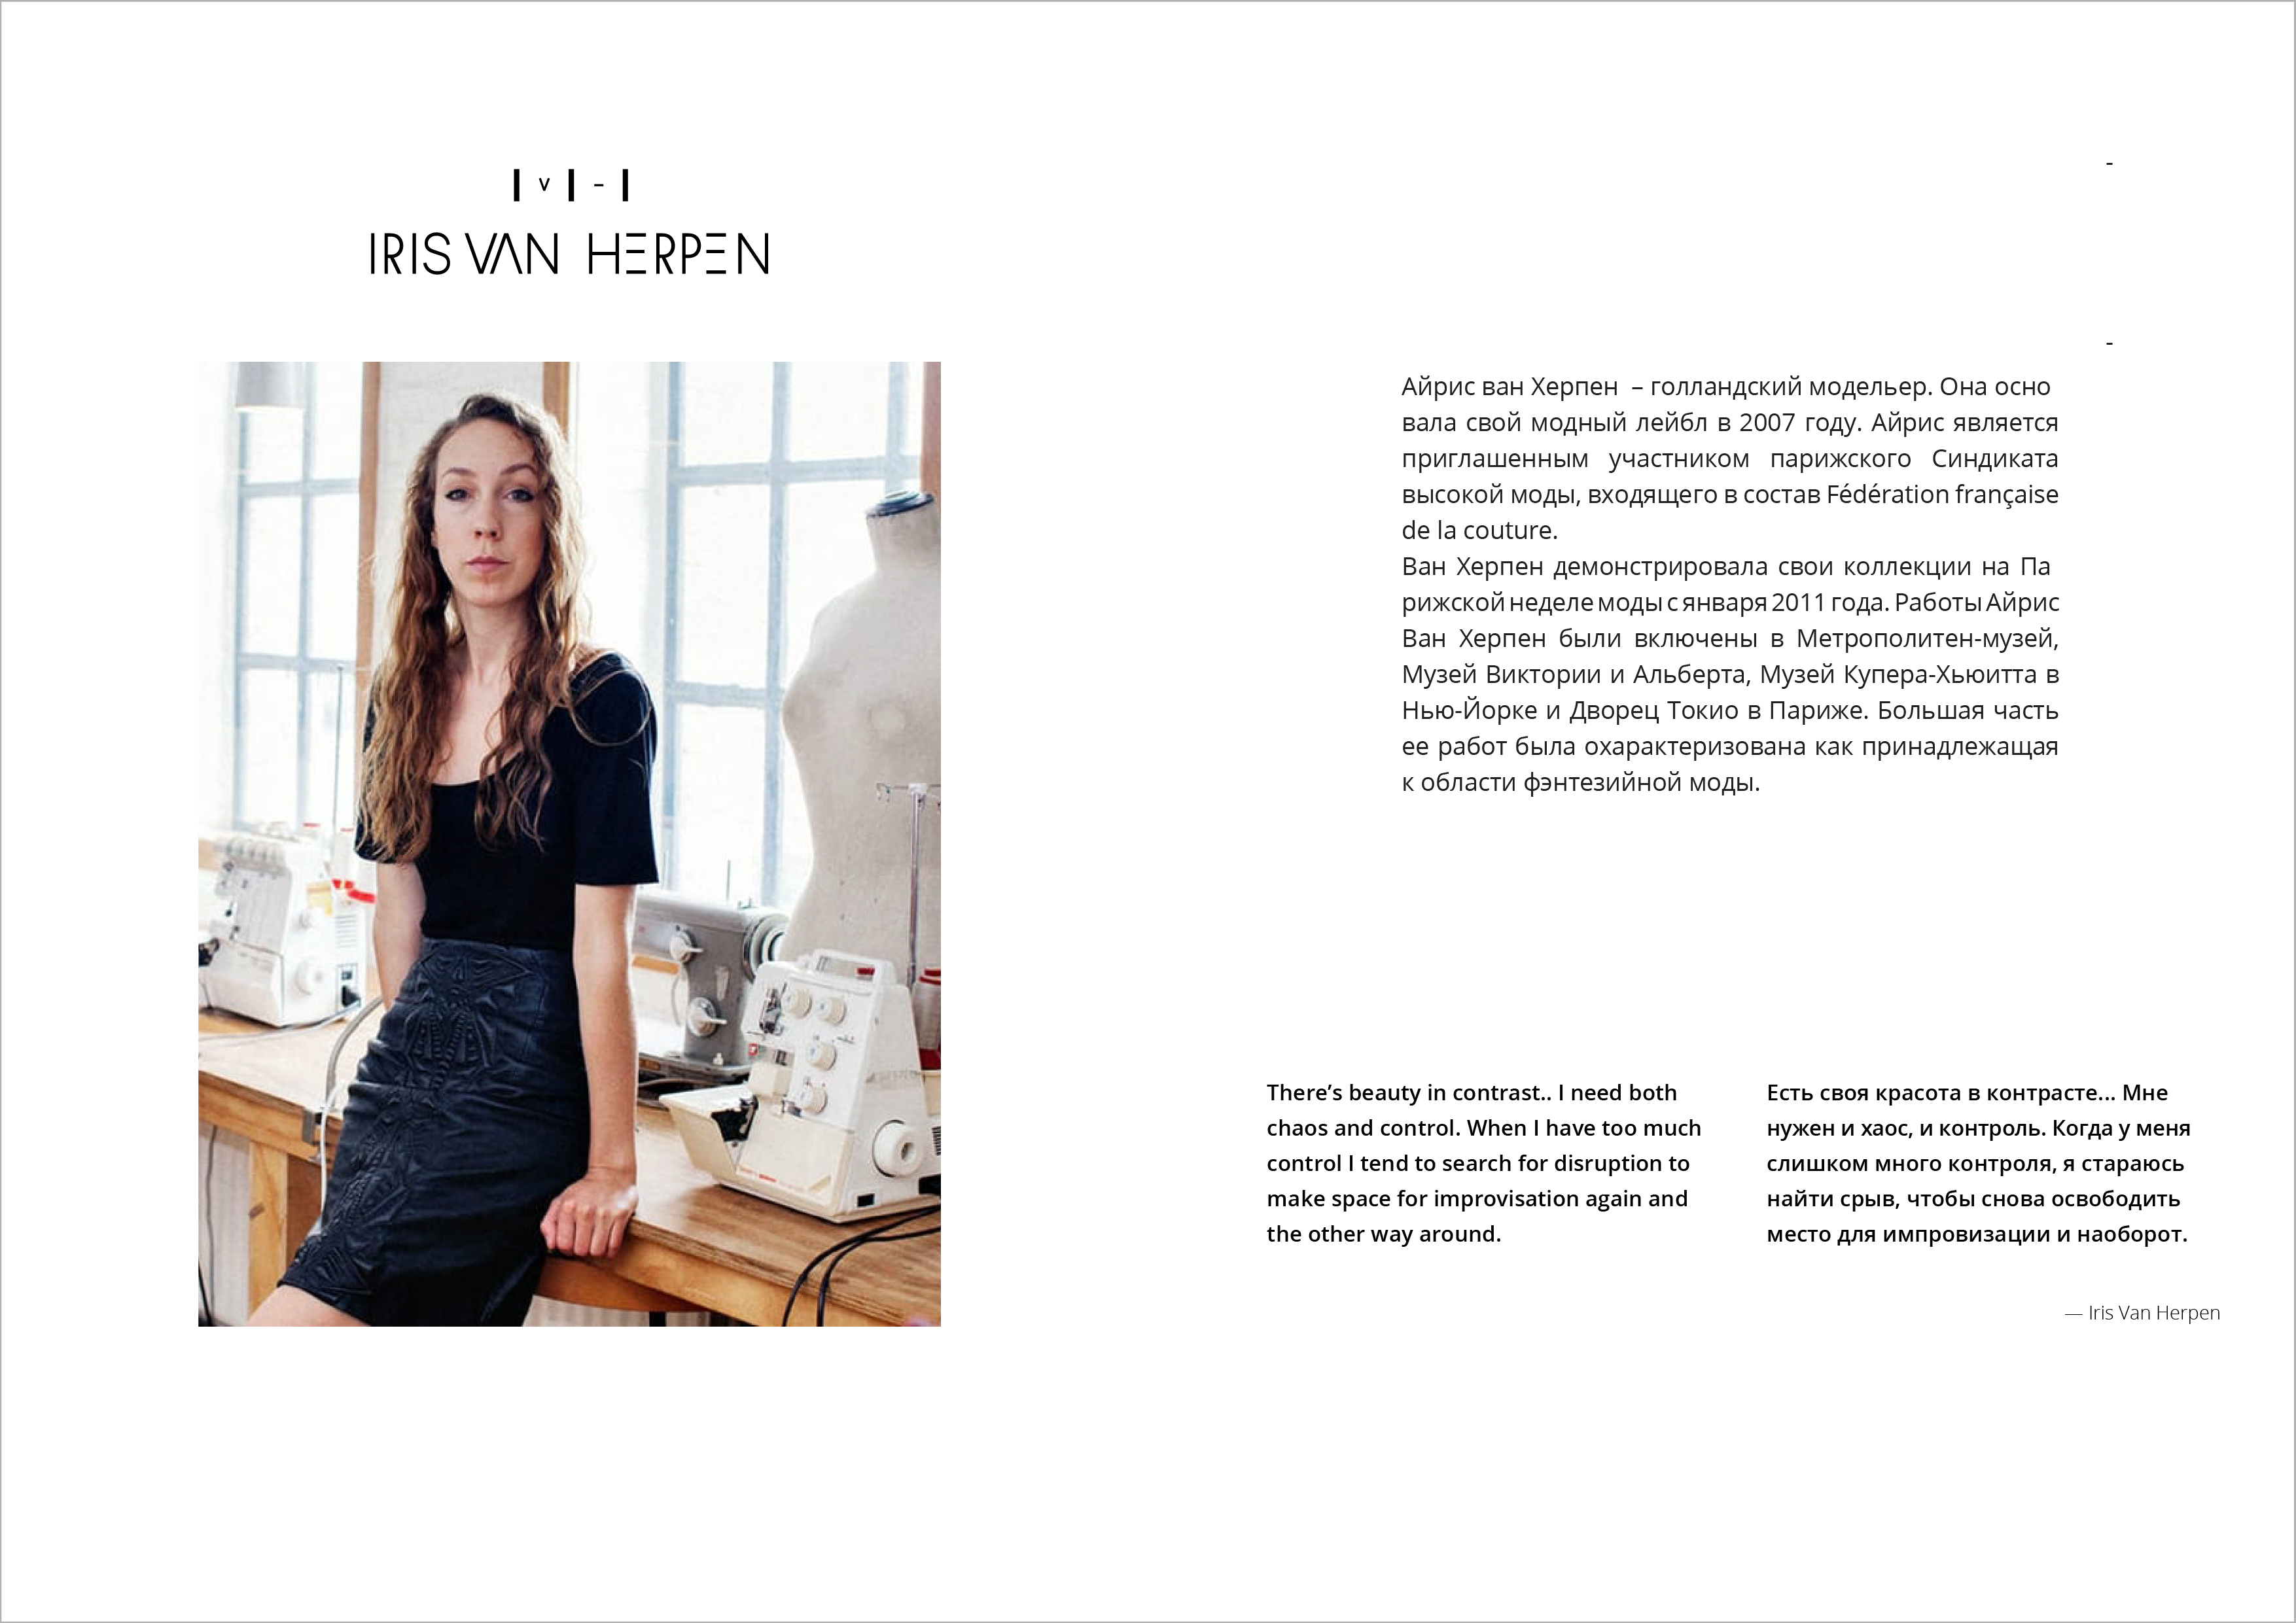 I v I - I
IRIS VAN HERPEN
-
-
Айрис ван Херпен – голландский модельер. Она осно
вала свой модный лейбл в 2007 году. Айрис является
приглашенным участником парижского Синдиката
высокой моды, входящего в состав Fédération française
de la couture.
Ван Херпен демонстрировала свои коллекции на Па
рижской неделе моды с января 2011 года. Работы Айрис
Ван Херпен были включены в Метрополитен-музей,
Музей Виктории и Альберта, Музей Купера-Хьюитта в
Нью-Йорке и Дворец Токио в Париже. Большая часть
ее работ была охарактеризована как принадлежащая
к области фэнтезийной моды.
There’s beauty in contrast.. I need both
chaos and control. When I have too much
control I tend to search for disruption to
make space for improvisation again and
the other way around.
Есть своя красота в контрасте... Мне
нужен и хаос, и контроль. Когда у меня
слишком много контроля, я стараюсь
найти срыв, чтобы снова освободить
место для импровизации и наоборот.
— Iris Van Herpen